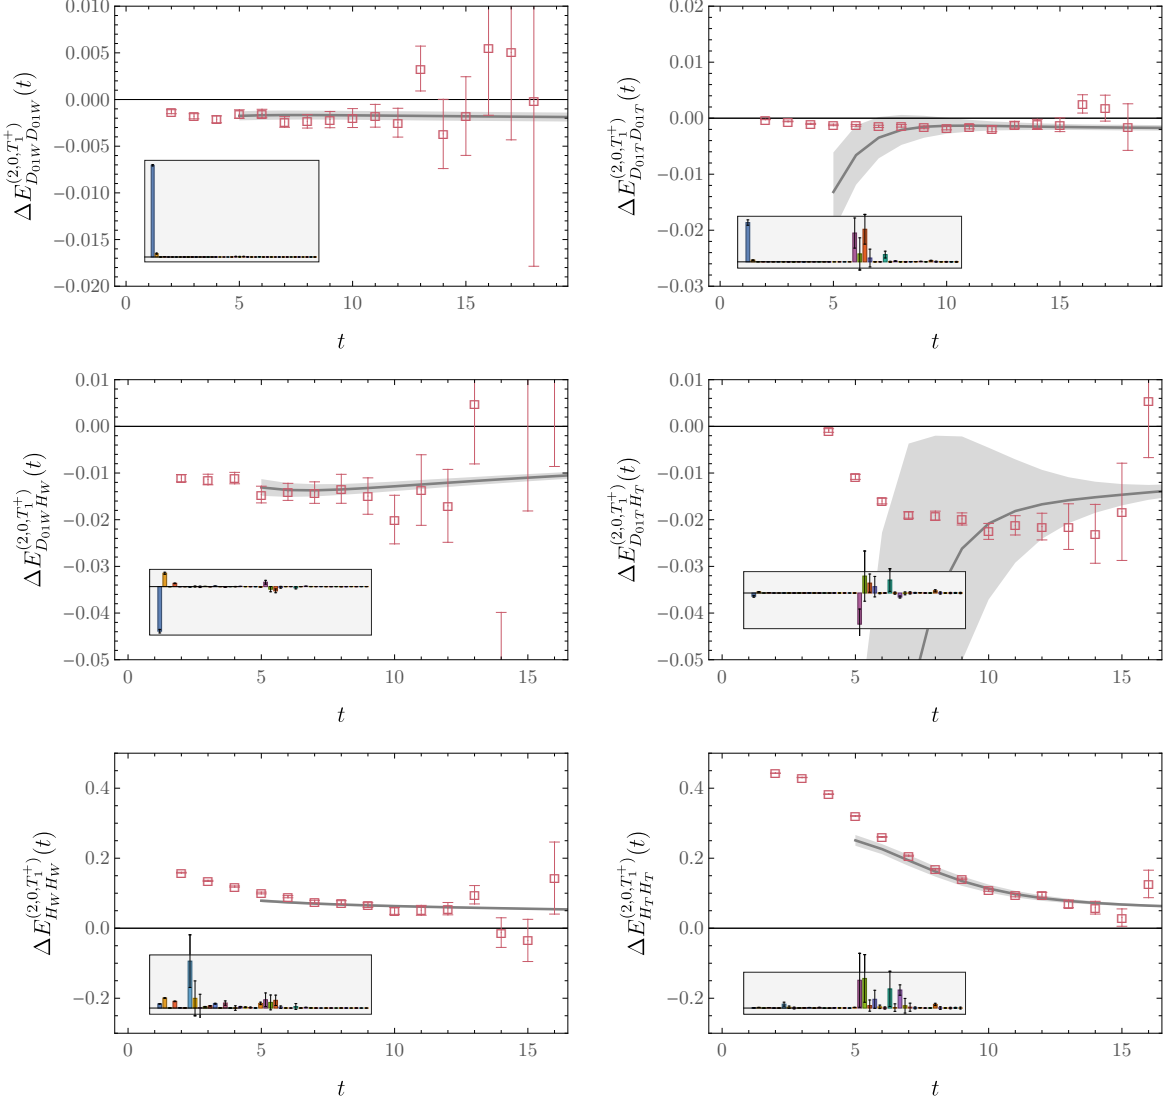 0.010
0.005
0.000
−0.005
−0.010
−0.015
−0.020
0 5 10 15
t
ΔE^{(2,0,T_1^+)}_{D_{01W}D_{01W}}(t)
0.02
0.01
0.00
−0.01
−0.02
−0.03
0 5 10 15
t
ΔE^{(2,0,T_1^+)}_{D_{01T}D_{01T}}(t)
0.01
0.00
−0.01
−0.02
−0.03
−0.04
−0.05
0 5 10 15
t
ΔE^{(2,0,T_1^+)}_{D_{01W}H_W}(t)
0.01
0.00
−0.01
−0.02
−0.03
−0.04
−0.05
0 5 10 15
t
ΔE^{(2,0,T_1^+)}_{D_{01T}H_T}(t)
0.4
0.2
0.0
−0.2
0 5 10 15
t
ΔE^{(2,0,T_1^+)}_{H_W H_W}(t)
0.4
0.2
0.0
−0.2
0 5 10 15
t
ΔE^{(2,0,T_1^+)}_{H_T H_T}(t)